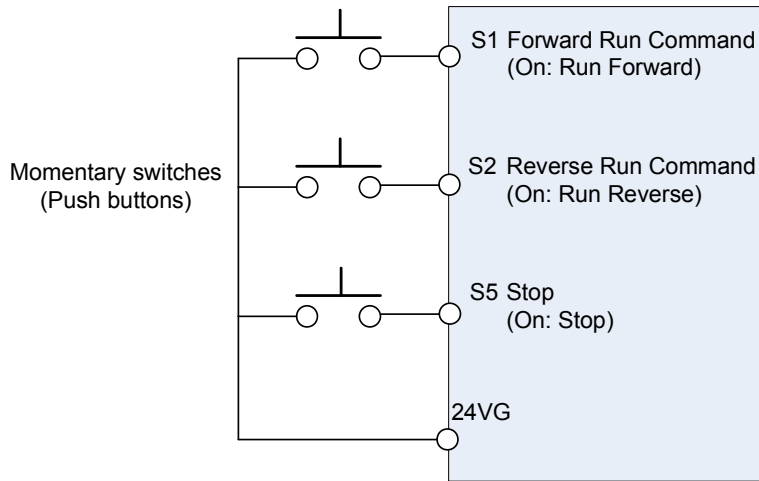 S1 Forward Run Command
(On: Run Forward)
Momentary switches
(Push buttons)
S2 Reverse Run Command
(On: Run Reverse)
S5 Stop
(On: Stop)
24VG